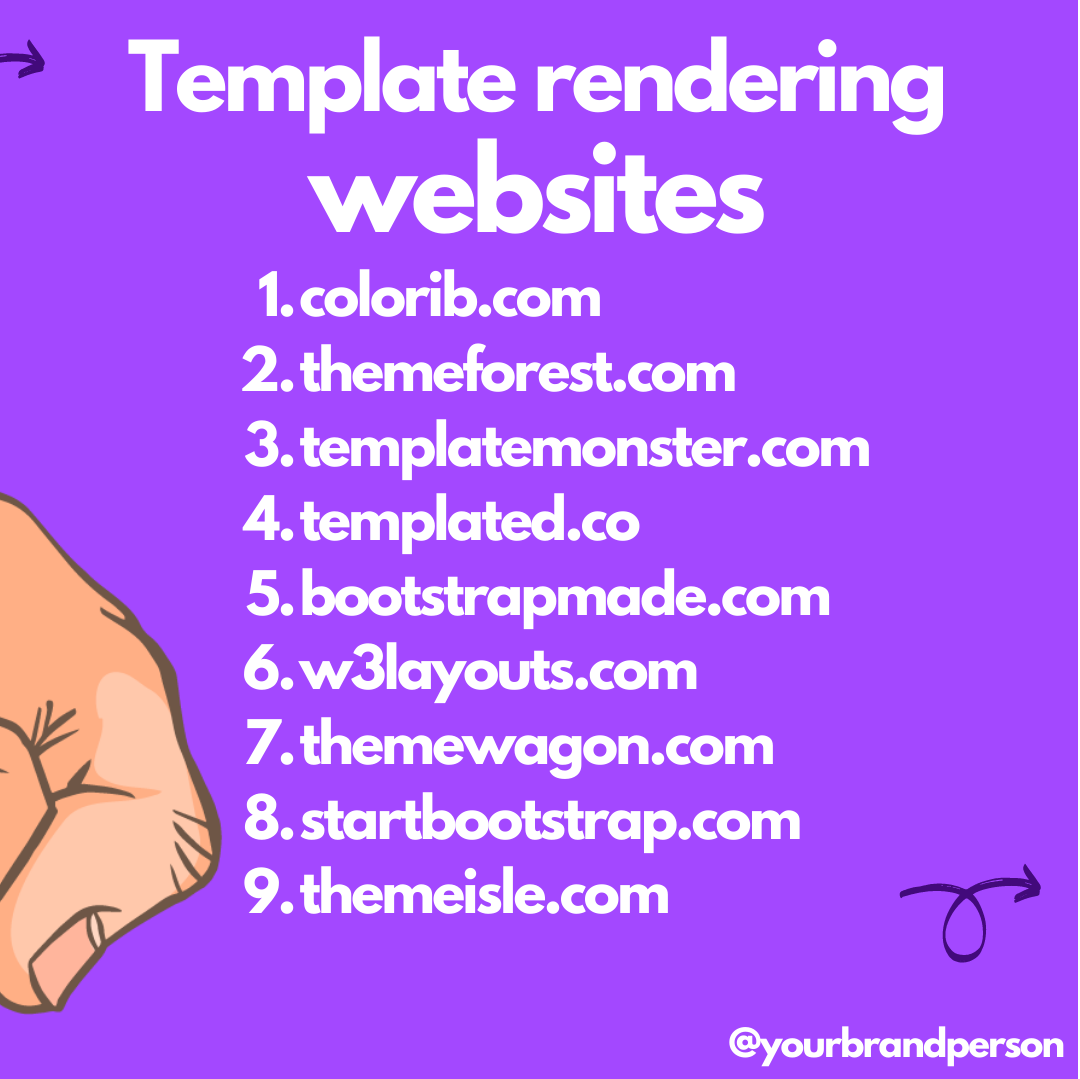 Template rendering
websites
1. colorib.com
2. themeforest.com
3. templatemonster.com
4. templated.co
5. bootstrapmade.com
6. w3layouts.com
7. themewagon.com
8. startbootstrap.com
9. themeisle.com
@yourbrandperson